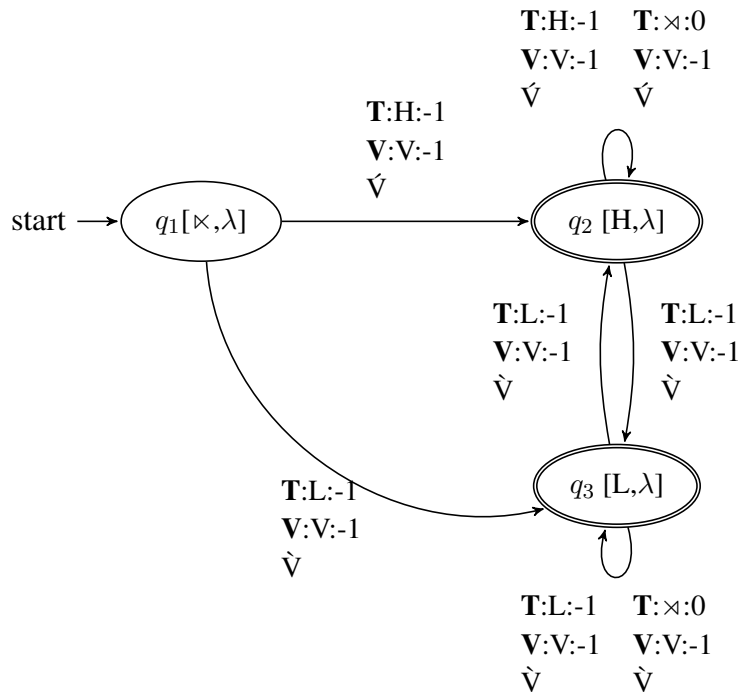 T:H:-1 T:⋊:0
V:V:-1 V:V:-1
V́ V́
T:H:-1
V:V:-1
V́
start
q₁[⋉,λ]
q₂ [H,λ]
T:L:-1 T:L:-1
V:V:-1 V:V:-1
V̀ V̀
q₃ [L,λ]
T:L:-1
V:V:-1
V̀
T:L:-1 T:⋊:0
V:V:-1 V:V:-1
V̀ V̀